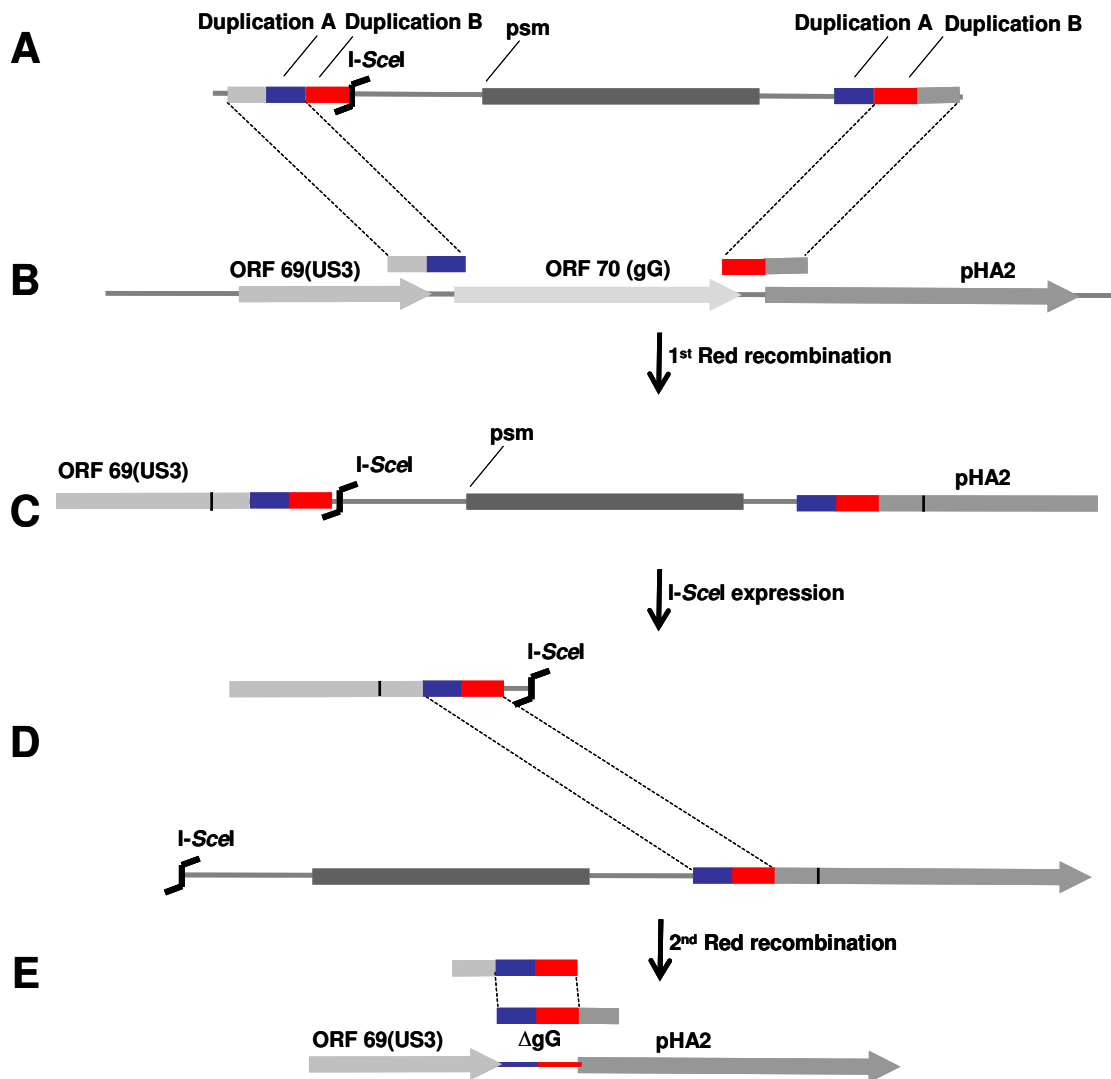 A
Duplication A Duplication B
I-SceI
psm
Duplication A Duplication B
B
ORF 69(US3)
ORF 70 (gG)
pHA2
1st Red recombination
C
ORF 69(US3)
I-SceI
psm
pHA2
I-SceI expression
D
I-SceI
I-SceI
2nd Red recombination
E
ΔgG
ORF 69(US3)
pHA2